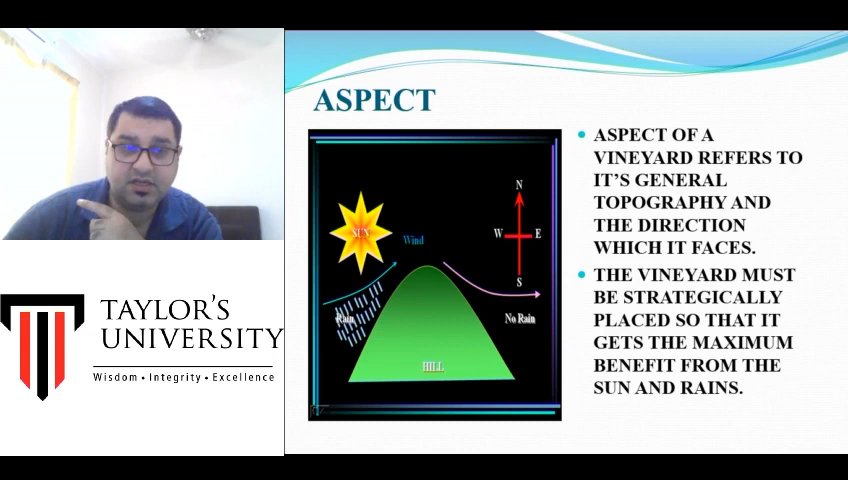 ASPECT
SUN
Wind
N
W
E
S
Rain
No Rain
HILL
ASPECT OF A
VINEYARD REFERS TO
IT'S GENERAL
TOPOGRAPHY AND
THE DIRECTION
WHICH IT FACES.
THE VINEYARD MUST
BE STRATEGICALLY
PLACED SO THAT IT
GETS THE MAXIMUM
BENEFIT FROM THE
SUN AND RAINS.
TAYLOR'S
UNIVERSITY
Wisdom • Integrity • Excellence